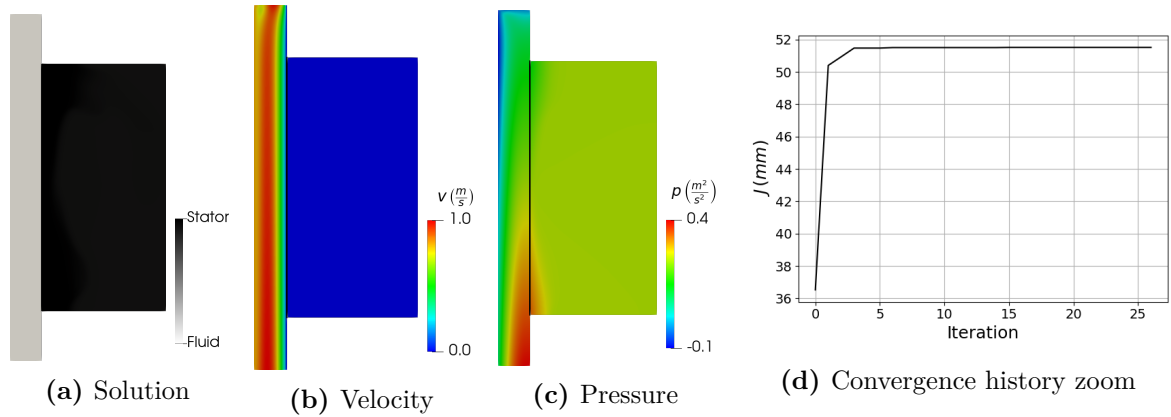 Stator
Fluid
(a) Solution
v (m/s)
1.0
0.0
(b) Velocity
p (m²/s²)
0.4
-0.1
(c) Pressure
52
50
48
46
44
42
40
38
36
J (mm)
0 5 10 15 20 25
Iteration
(d) Convergence history zoom